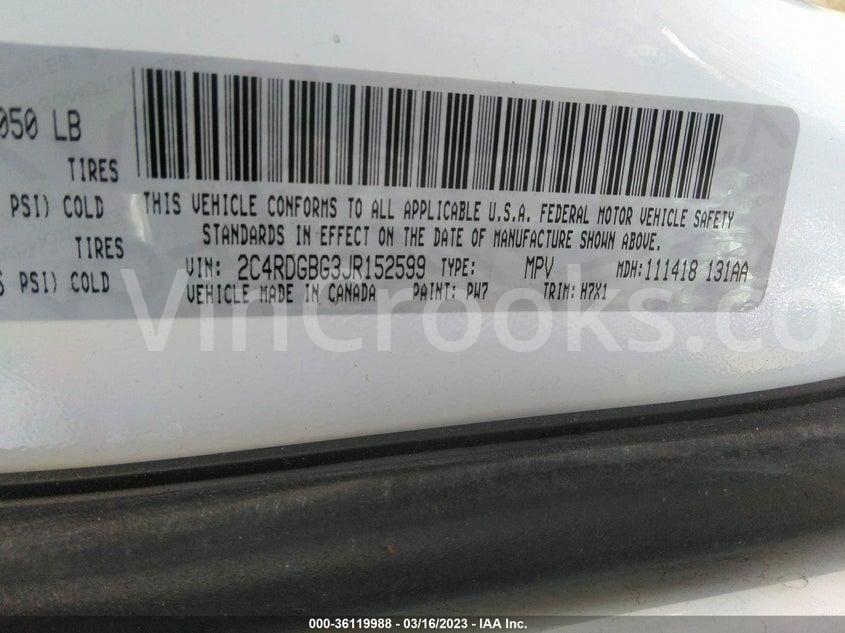 050 LB
TIRES
PSI) COLD
TIRES
PSI) COLD
THIS VEHICLE CONFORMS TO ALL APPLICABLE U.S.A. FEDERAL MOTOR VEHICLE SAFETY
STANDARDS IN EFFECT ON THE DATE OF MANUFACTURE SHOWN ABOVE.
VIN: 2C4RDGBG3JR152599 TYPE: MPV MDH:111418 131AA
VEHICLE MADE IN CANADA PAINT: PW7 TRIM: H7X1
VinCrooks.co
000-36119988 - 03/16/2023 - IAA Inc.